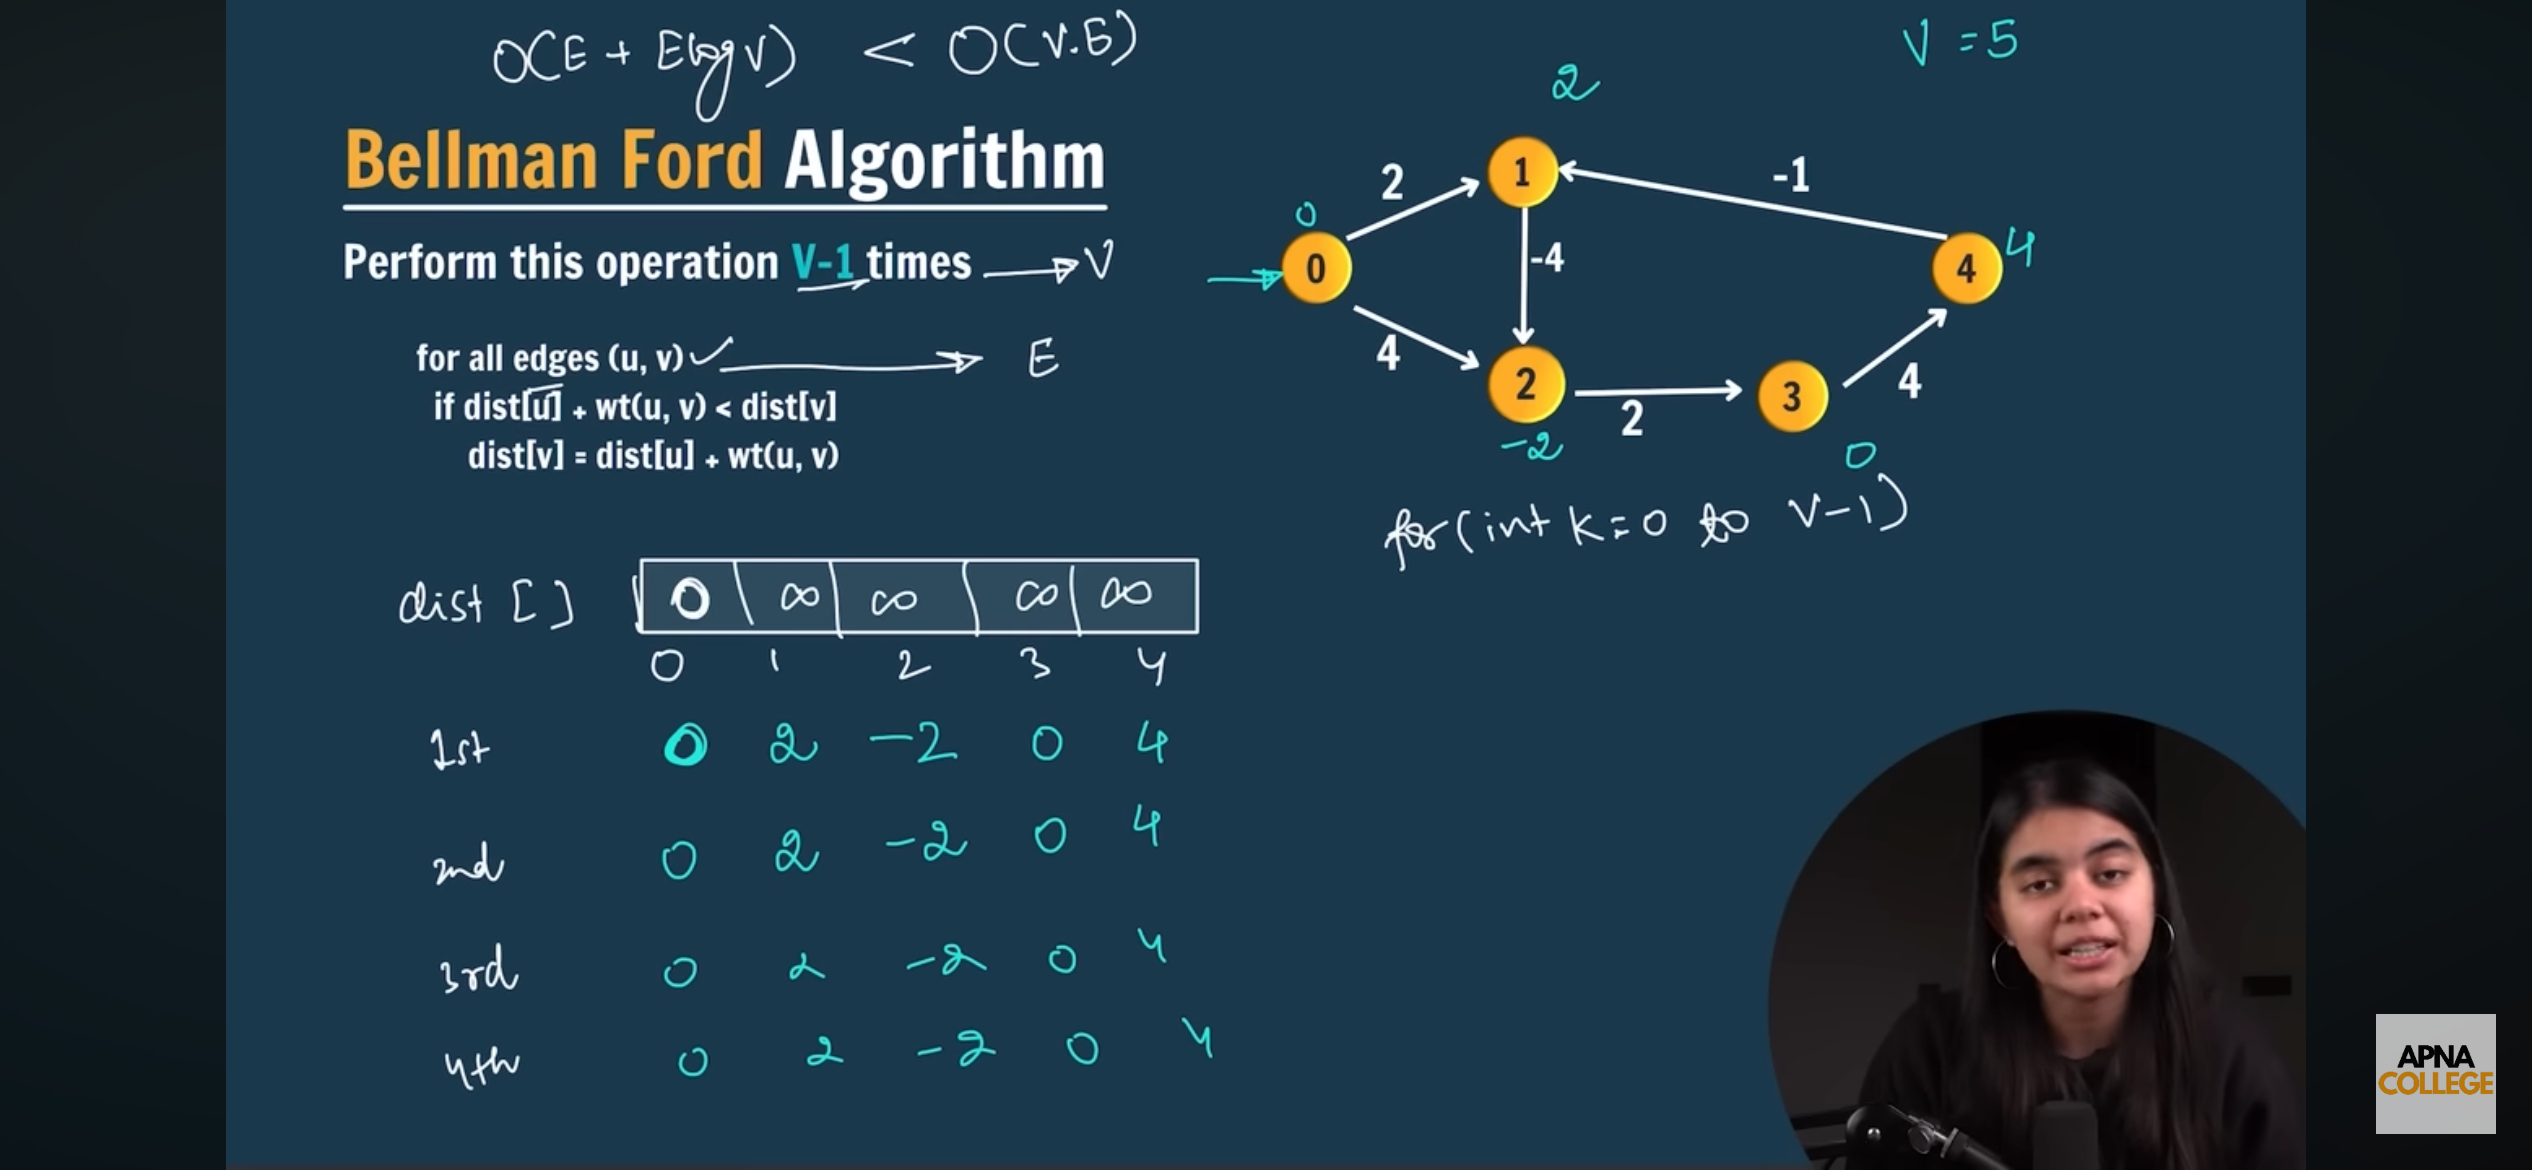 O(E + E log V) < O(V.E)
Bellman Ford Algorithm
Perform this operation V-1 times → V
for all edges (u, v) ✓ → E
if dist[u] + wt(u, v) < dist[v]
dist[v] = dist[u] + wt(u, v)
V = 5
2
1
2
-1
0
0
-4
4
4
4
2
-2
2
3
4
0
for(int k=0 to V-1)
dist [ ] 0 ∞ ∞ ∞ ∞
0 1 2 3 4
1st 0 2 -2 0 4
2nd 0 2 -2 0 4
3rd 0 2 -2 0 4
4th 0 2 -2 0 4
APNA
COLLEGE